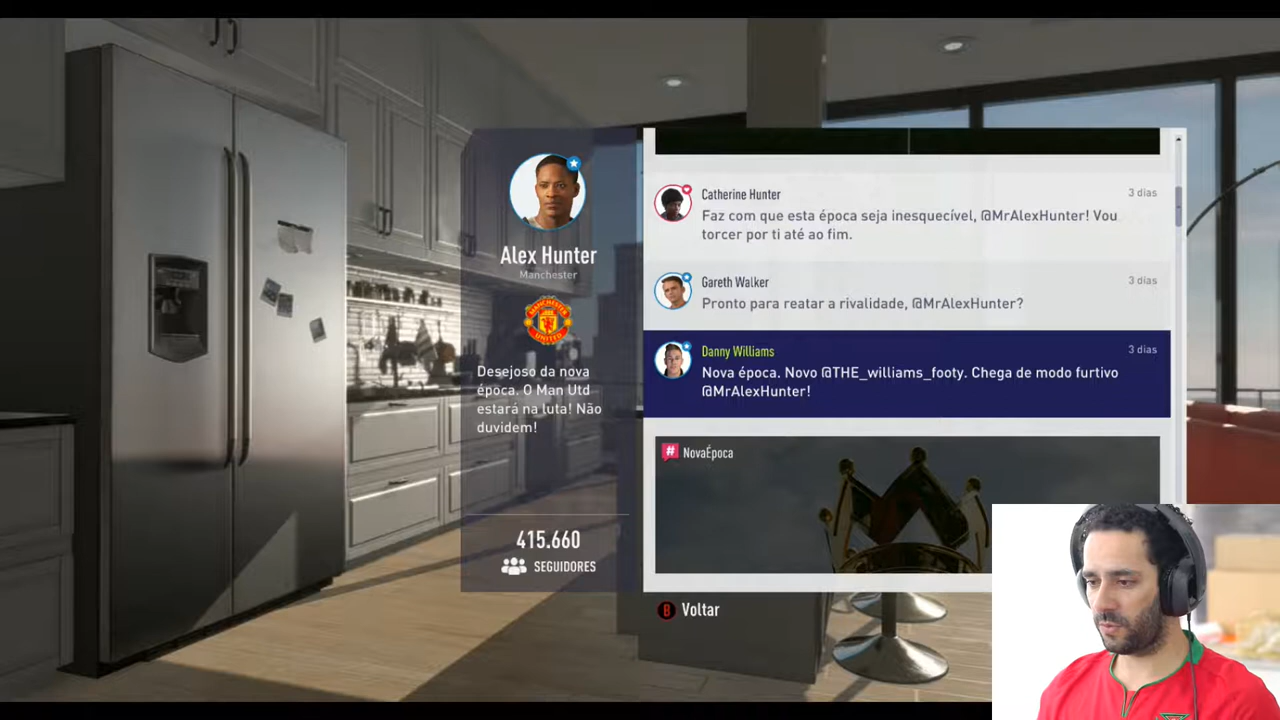 Alex Hunter
Manchester
MANCHESTER
UNITED
Desejoso da nova
época. O Man Utd
estará na luta! Não
duvidem!
415.660
SEGUIDORES
Catherine Hunter
3 dias
Faz com que esta época seja inesquecível, @MrAlexHunter! Vou
torcer por ti até ao fim.
Gareth Walker
3 dias
Pronto para reatar a rivalidade, @MrAlexHunter?
Danny Williams
3 dias
Nova época. Novo @THE_williams_footy. Chega de modo furtivo
@MrAlexHunter!
# NovaÉpoca
B Voltar